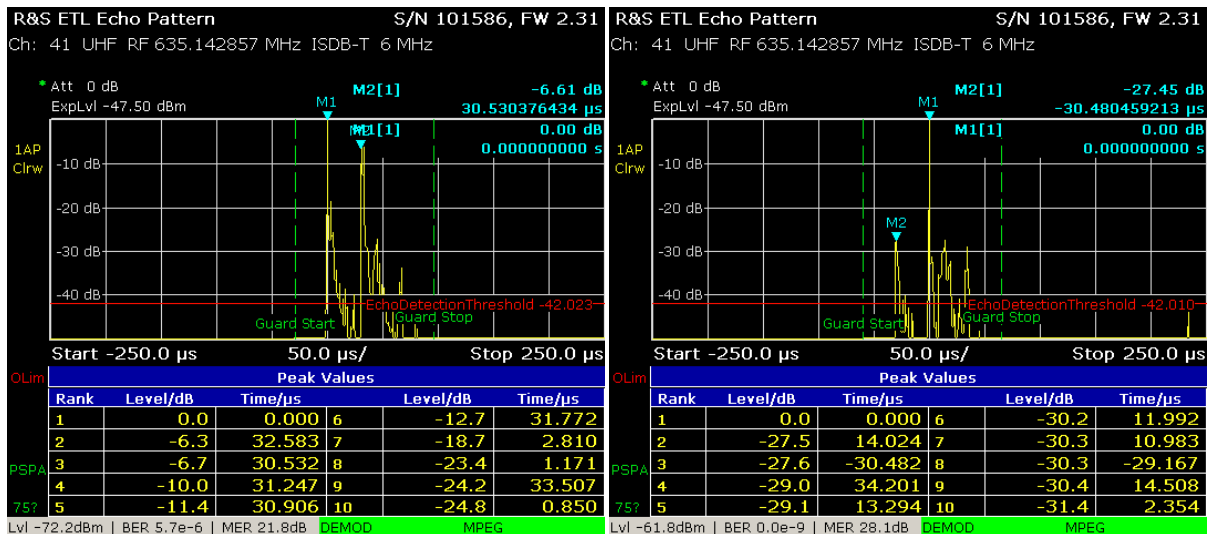 R&S ETL Echo Pattern S/N 101586, FW 2.31
Ch: 41 UHF RF 635.142857 MHz ISDB-T 6 MHz
* Att 0 dB M2[1] -6.61 dB
ExpLvl -47.50 dBm M1 30.530376434 µs
M1[1] 0.00 dB
1AP 0.000000000 s
Clrw -10 dB
-20 dB
-30 dB
-40 dB EchoDetectionThreshold -42.023
Guard Start Guard Stop
Start -250.0 µs 50.0 µs/ Stop 250.0 µs
OLim Peak Values
Rank Level/dB Time/µs Level/dB Time/µs
1 0.0 0.000 6 -12.7 31.772
2 -6.3 32.583 7 -18.7 2.810
PSPA 3 -6.7 30.532 8 -23.4 1.171
4 -10.0 31.247 9 -24.2 33.507
75? 5 -11.4 30.906 10 -24.8 0.850
Lvl -72.2dBm | BER 5.7e-6 | MER 21.8dB DEMOD MPEG
R&S ETL Echo Pattern S/N 101586, FW 2.31
Ch: 41 UHF RF 635.142857 MHz ISDB-T 6 MHz
* Att 0 dB M2[1] -27.45 dB
ExpLvl -47.50 dBm M1 -30.480459213 µs
M1[1] 0.00 dB
1AP 0.000000000 s
Clrw -10 dB
-20 dB
M2
-30 dB
-40 dB EchoDetectionThreshold -42.010
Guard Start Guard Stop
Start -250.0 µs 50.0 µs/ Stop 250.0 µs
OLim Peak Values
Rank Level/dB Time/µs Level/dB Time/µs
1 0.0 0.000 6 -30.2 11.992
2 -27.5 14.024 7 -30.3 10.983
PSPA 3 -27.6 -30.482 8 -30.3 -29.167
4 -29.0 34.201 9 -30.4 14.508
75? 5 -29.1 13.294 10 -31.4 2.354
Lvl -61.8dBm | BER 0.0e-9 | MER 28.1dB DEMOD MPEG